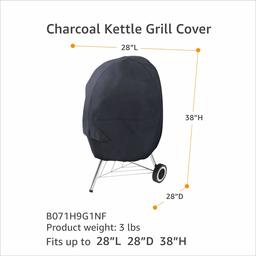 Charcoal Kettle Grill Cover
28"L
38"H
28"D
B071H9G1NF
Product weight: 3 lbs
Fits up to 28"L 28"D 38"H